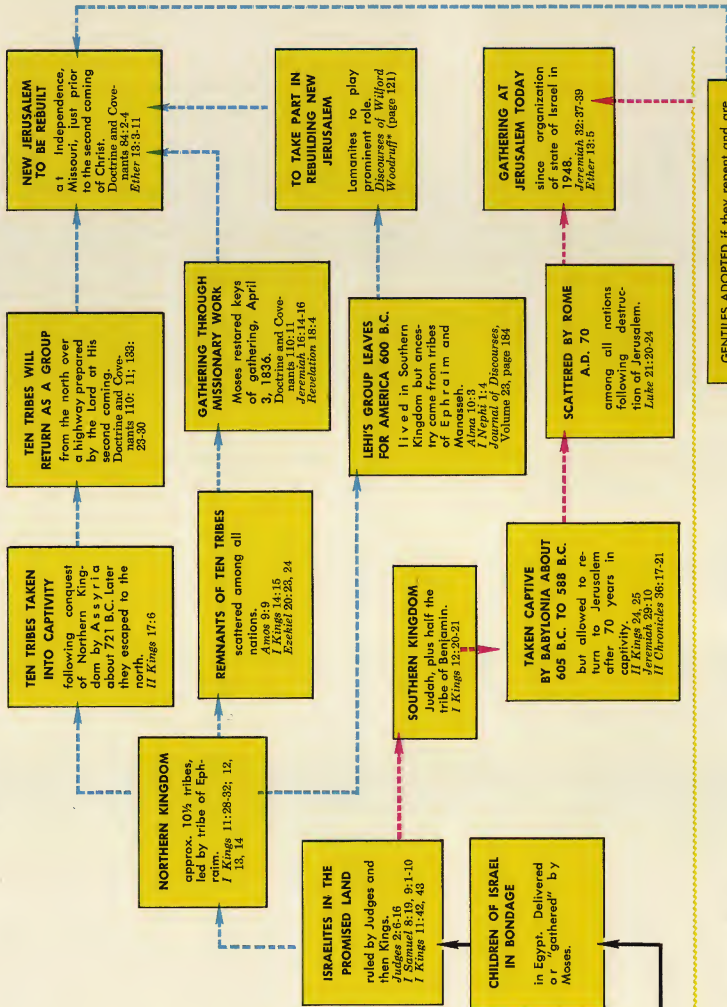 NEW JERUSALEM
TO BE REBUILT
at Independence,
Missouri, just prior
to the second coming
of Christ.
Doctrine and Cove-
nants 84:2-4
Ether 13:3-11
TEN TRIBES WILL
RETURN AS A GROUP
from the north over
a highway prepared
by the Lord at His
second coming.
Doctrine and Cove-
nants 110: 11; 133:
23-30
TEN TRIBES TAKEN
INTO CAPTIVITY
following conquest
of Northern King-
dom by Assyria
about 721 B.C. Later
they escaped to the
north.
II Kings 17:6
TO TAKE PART IN
REBUILDING NEW
JERUSALEM
Lamanites to play
prominent role.
Discourses of Wilford
Woodruff* (page 121)
GATHERING THROUGH
MISSIONARY WORK
Moses restored keys
of gathering, April
3, 1836.
Doctrine and Cove-
nants 110:11
Jeremiah 16:14-16
Revelation 18:4
REMNANTS OF TEN TRIBES
scattered among all
nations.
Amos 9:9
I Kings 14:15
Ezekiel 20:23, 24
NORTHERN KINGDOM
approx. 10½ tribes,
led by tribe of Eph-
raim.
I Kings 11:28-32; 12,
13, 14
LEHI'S GROUP LEAVES
FOR AMERICA 600 B.C.
lived in Southern
Kingdom but ances-
try came from tribes
of Ephraim and
Manasseh.
Alma 10:3
I Nephi 1:4
Journal of Discourses,
Volume 23, page 184
GATHERING AT
JERUSALEM TODAY
since organization
of state of Israel in
1948.
Jeremiah 32:37-39
Ether 13:5
SCATTERED BY ROME
A.D. 70
among all nations
following destruc-
tion of Jerusalem.
Luke 21:20-24
TAKEN CAPTIVE
BY BABYLONIA ABOUT
605 B.C. TO 588 B.C.
but allowed to re-
turn to Jerusalem
after 70 years in
captivity.
II Kings 24, 25
Jeremiah 29:10
II Chronicles 36:17-21
SOUTHERN KINGDOM
Judah, plus half the
tribe of Benjamin.
I Kings 12:20-21
ISRAELITES IN THE
PROMISED LAND
ruled by Judges and
then Kings.
Judges 2:6-16
I Samuel 8:19, 9:1-10
I Kings 11:42, 43
CHILDREN OF ISRAEL
IN BONDAGE
in Egypt. Delivered
or "gathered" by
Moses.
GENTILES ADOPTED if they repent and are